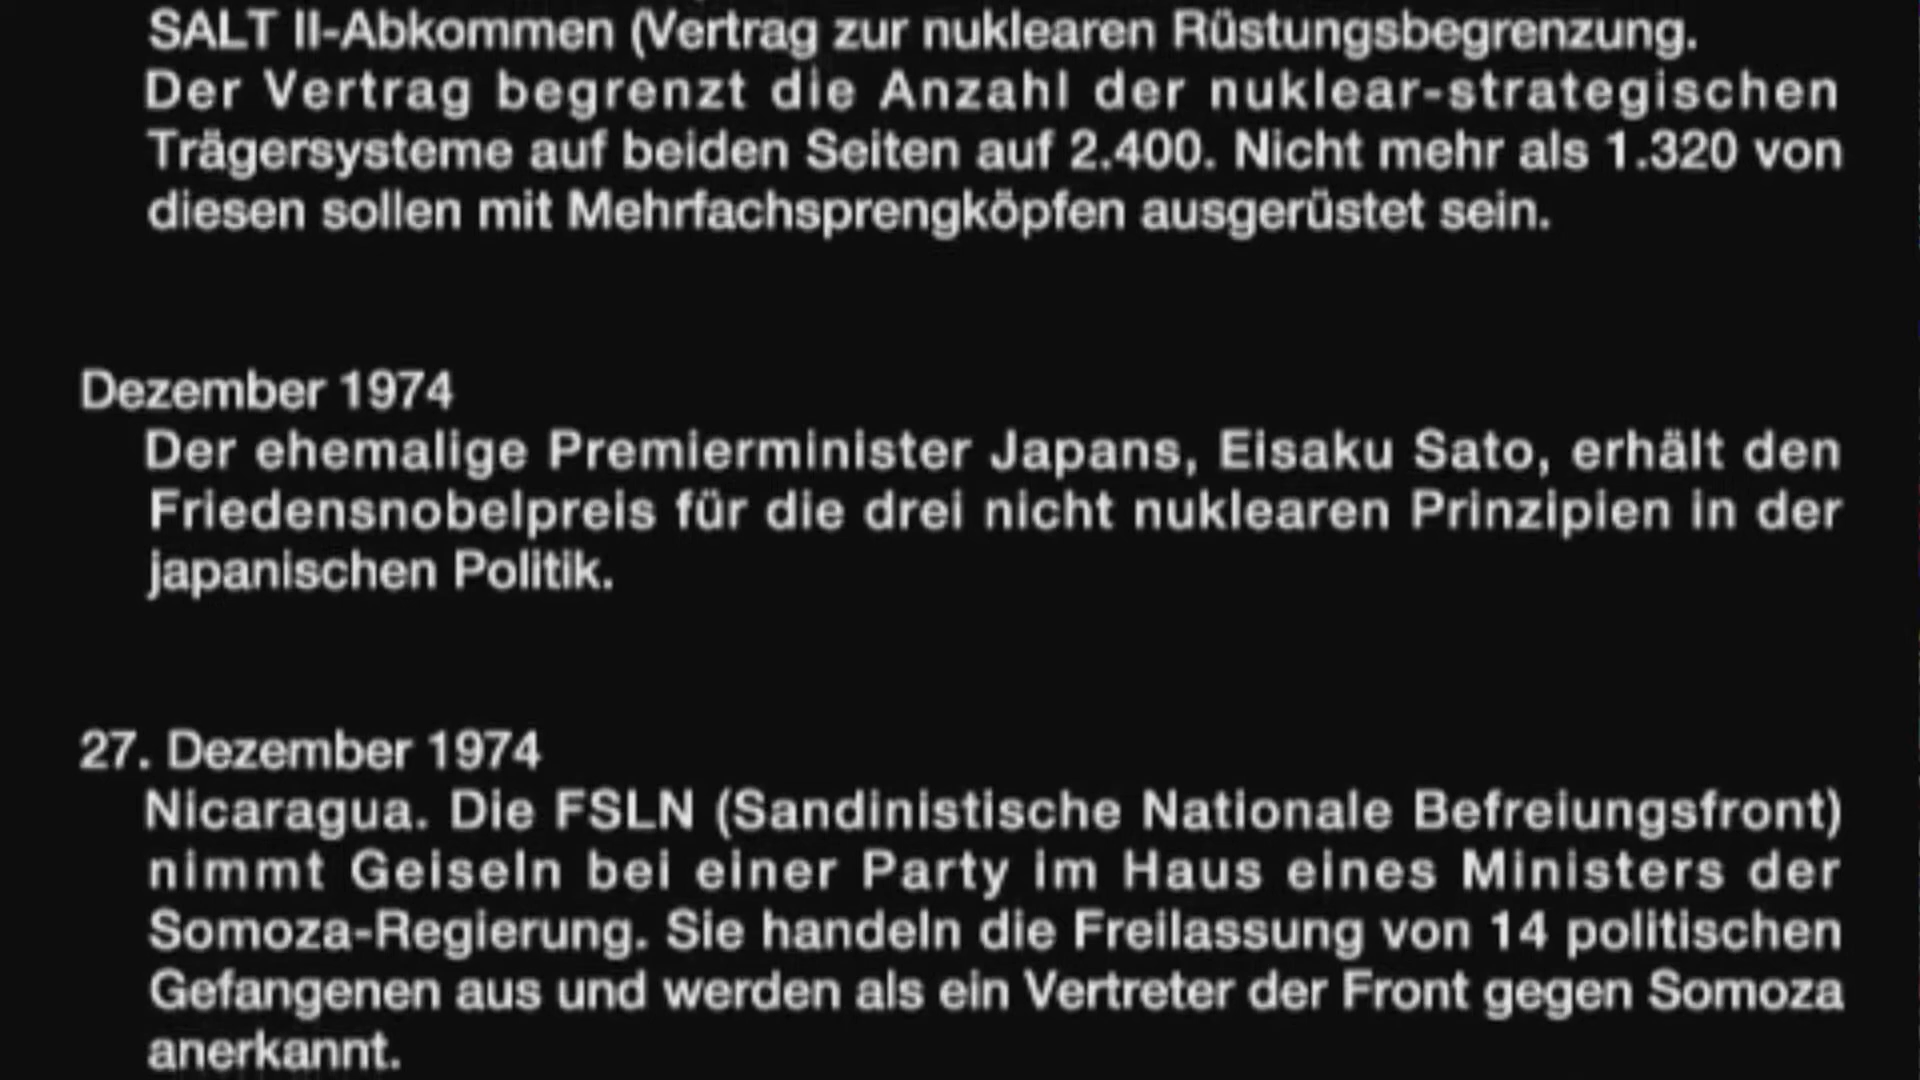 SALT II-Abkommen (Vertrag zur nuklearen Rüstungsbegrenzung.
Der Vertrag begrenzt die Anzahl der nuklear-strategischen
Trägersysteme auf beiden Seiten auf 2.400. Nicht mehr als 1.320 von
diesen sollen mit Mehrfachsprengköpfen ausgerüstet sein.
Dezember 1974
Der ehemalige Premierminister Japans, Eisaku Sato, erhält den
Friedensnobelpreis für die drei nicht nuklearen Prinzipien in der
japanischen Politik.
27. Dezember 1974
Nicaragua. Die FSLN (Sandinistische Nationale Befreiungsfront)
nimmt Geiseln bei einer Party im Haus eines Ministers der
Somoza-Regierung. Sie handeln die Freilassung von 14 politischen
Gefangenen aus und werden als ein Vertreter der Front gegen Somoza
anerkannt.